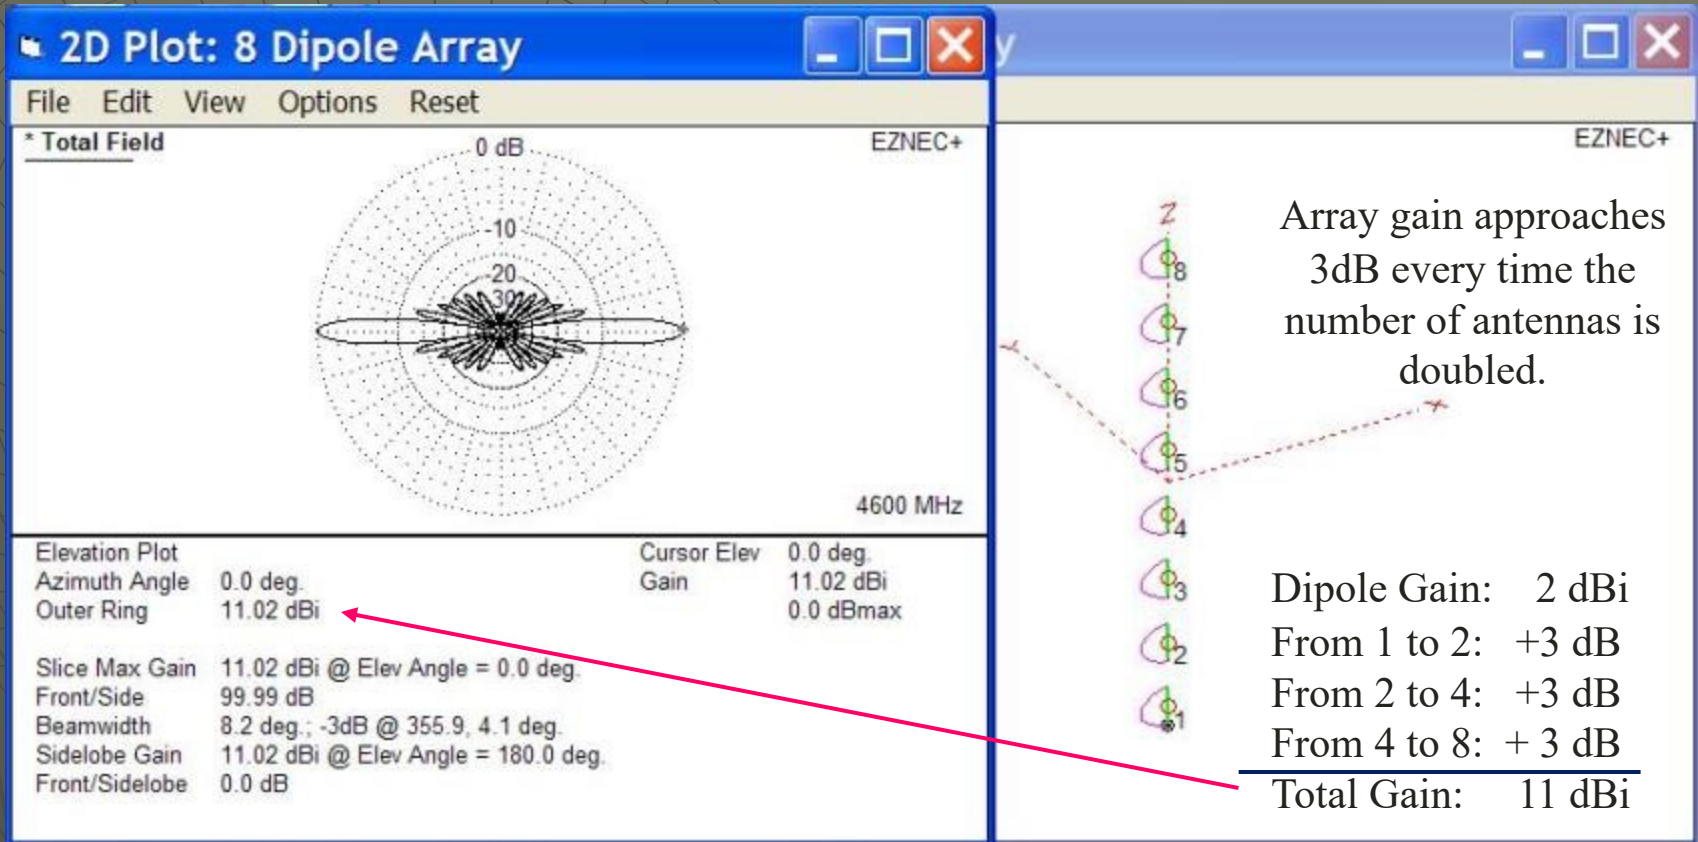 2D Plot: 8 Dipole Array
y
File Edit View Options Reset
* Total Field
EZNEC+
0 dB
-10
-20
-30
4600 MHz
Elevation Plot
Cursor Elev 0.0 deg.
Azimuth Angle 0.0 deg.
Gain 11.02 dBi
Outer Ring 11.02 dBi
0.0 dBmax
Slice Max Gain 11.02 dBi @ Elev Angle = 0.0 deg.
Front/Side 99.99 dB
Beamwidth 8.2 deg.; -3dB @ 355.9, 4.1 deg.
Sidelobe Gain 11.02 dBi @ Elev Angle = 180.0 deg.
Front/Sidelobe 0.0 dB
EZNEC+
Z
8
7
6
5
4
3
2
1
Y
X
Array gain approaches
3dB every time the
number of antennas is
doubled.
Dipole Gain: 2 dBi
From 1 to 2: +3 dB
From 2 to 4: +3 dB
From 4 to 8: + 3 dB
Total Gain: 11 dBi